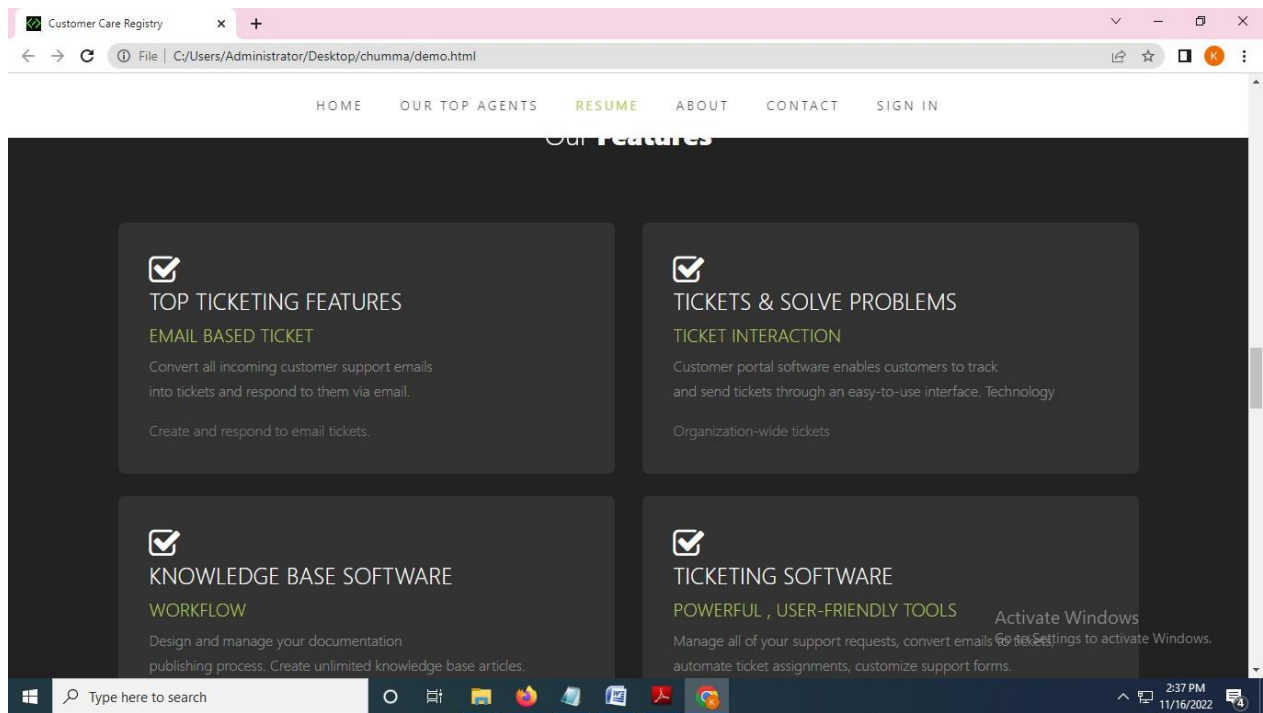 Customer Care Registry
File | C:/Users/Administrator/Desktop/chumma/demo.html
K
HOME OUR TOP AGENTS RESUME ABOUT CONTACT SIGN IN
Our Features
TOP TICKETING FEATURES
EMAIL BASED TICKET
Convert all incoming customer support emails
into tickets and respond to them via email.
Create and respond to email tickets.
TICKETS & SOLVE PROBLEMS
TICKET INTERACTION
Customer portal software enables customers to track
and send tickets through an easy-to-use interface. Technology
Organization-wide tickets
KNOWLEDGE BASE SOFTWARE
WORKFLOW
Design and manage your documentation
publishing process. Create unlimited knowledge base articles.
TICKETING SOFTWARE
POWERFUL , USER-FRIENDLY TOOLS
Manage all of your support requests, convert emails to tickets,
automate ticket assignments, customize support forms.
Activate Windows
Go to Settings to activate Windows.
Type here to search
2:37 PM
11/16/2022
4